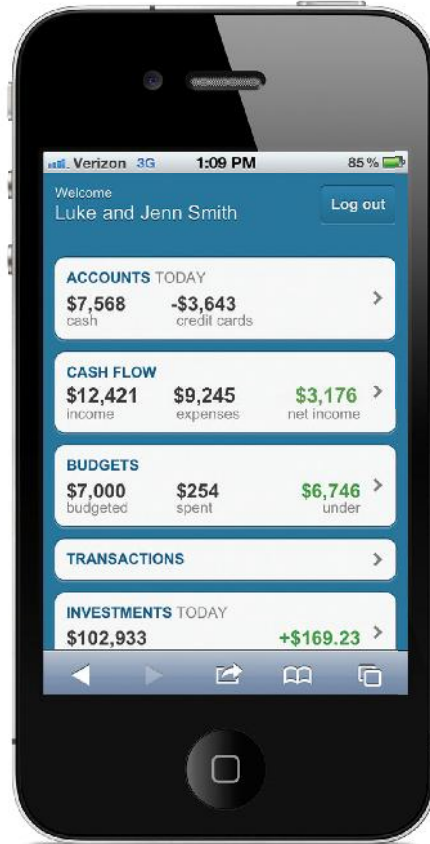 Verizon 3G 1:09 PM 85%
Welcome
Luke and Jenn Smith
Log out
ACCOUNTS TODAY
$7,568 -$3,643
cash credit cards
CASH FLOW
$12,421 $9,245 $3,176
income expenses net income
BUDGETS
$7,000 $254 $6,746
budgeted spent under
TRANSACTIONS
INVESTMENTS TODAY
$102,933 +$169.23